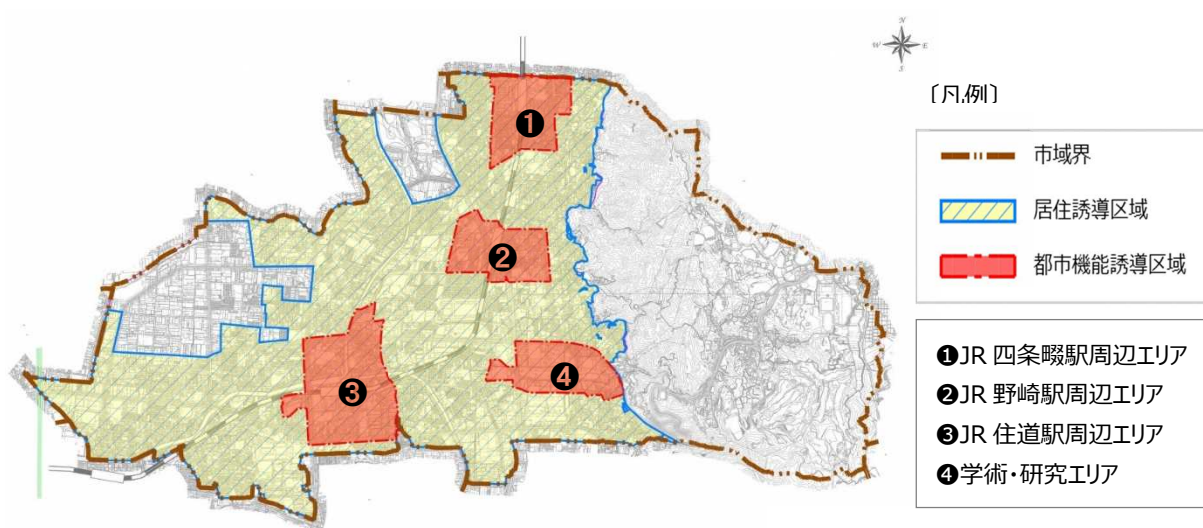 N
W E
S
〔凡例〕
市域界
居住誘導区域
都市機能誘導区域
❶JR 四条畷駅周辺エリア
❷JR 野崎駅周辺エリア
❸JR 住道駅周辺エリア
❹学術・研究エリア
❶
❷
❸
❹